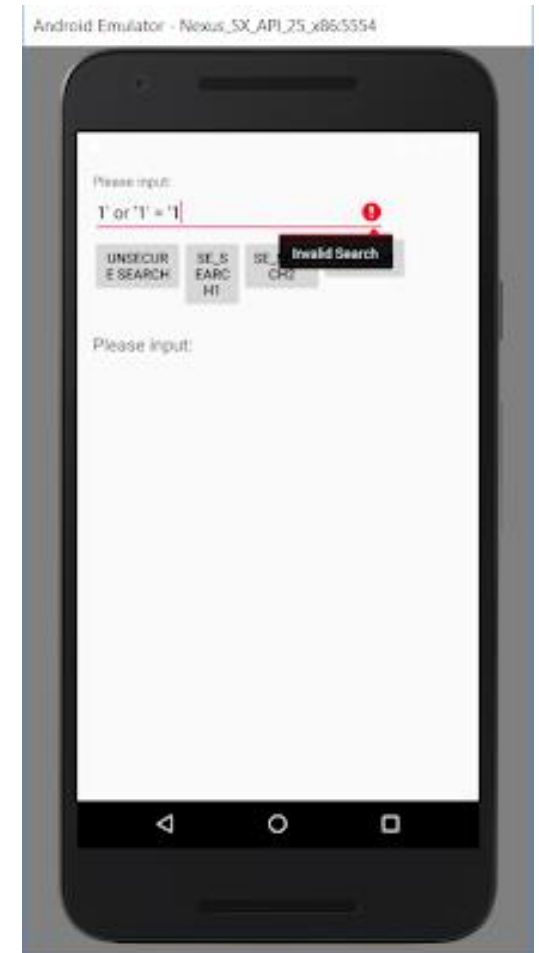 Android Emulator - Nexus_5X_API_25_x86:5554
Please input:
1' or '1' = '1
Invalid Search
UNSECUR
E SEARCH
SE_S
EARC
H1
SE_
CH2
Please input: